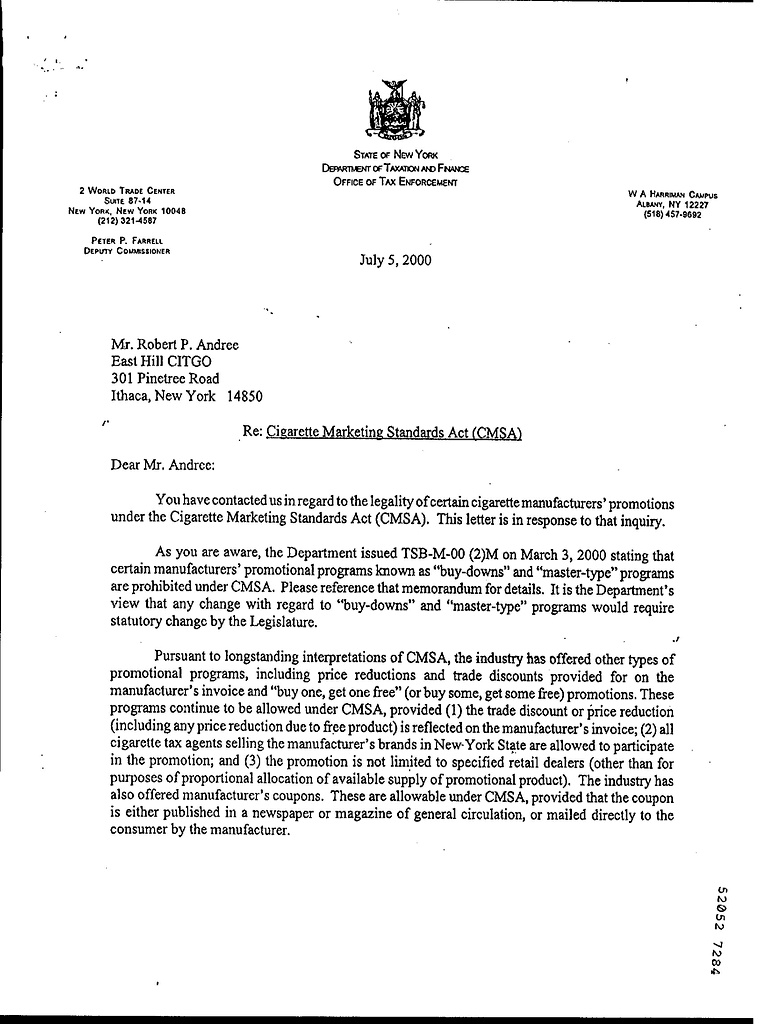 STATE OF NEW YORK
DEPARTMENT OF TAXATION AND FINANCE
OFFICE OF TAX ENFORCEMENT
2 WORLD TRADE CENTER
SUITE 87-14
NEW YORK, NEW YORK 10048
(212) 321-4587
PETER P. FARRELL
DEPUTY COMMISSIONER
W A HARRIMAN CAMPUS
ALBANY, NY 12227
(518) 457-9692
July 5, 2000
Mr. Robert P. Andree
East Hill CITGO
301 Pinetree Road
Ithaca, New York 14850
Re: Cigarette Marketing Standards Act (CMSA)
Dear Mr. Andree:
You have contacted us in regard to the legality of certain cigarette manufacturers' promotions
under the Cigarette Marketing Standards Act (CMSA). This letter is in response to that inquiry.
As you are aware, the Department issued TSB-M-00 (2)M on March 3, 2000 stating that
certain manufacturers' promotional programs known as "buy-downs" and "master-type" programs
are prohibited under CMSA. Please reference that memorandum for details. It is the Department's
view that any change with regard to "buy-downs" and "master-type" programs would require
statutory change by the Legislature.
Pursuant to longstanding interpretations of CMSA, the industry has offered other types of
promotional programs, including price reductions and trade discounts provided for on the
manufacturer's invoice and "buy one, get one free" (or buy some, get some free) promotions. These
programs continue to be allowed under CMSA, provided (1) the trade discount or price reduction
(including any price reduction due to free product) is reflected on the manufacturer's invoice; (2) all
cigarette tax agents selling the manufacturer's brands in New York State are allowed to participate
in the promotion; and (3) the promotion is not limited to specified retail dealers (other than for
purposes of proportional allocation of available supply of promotional product). The industry has
also offered manufacturer's coupons. These are allowable under CMSA, provided that the coupon
is either published in a newspaper or magazine of general circulation, or mailed directly to the
consumer by the manufacturer.
52052 7284